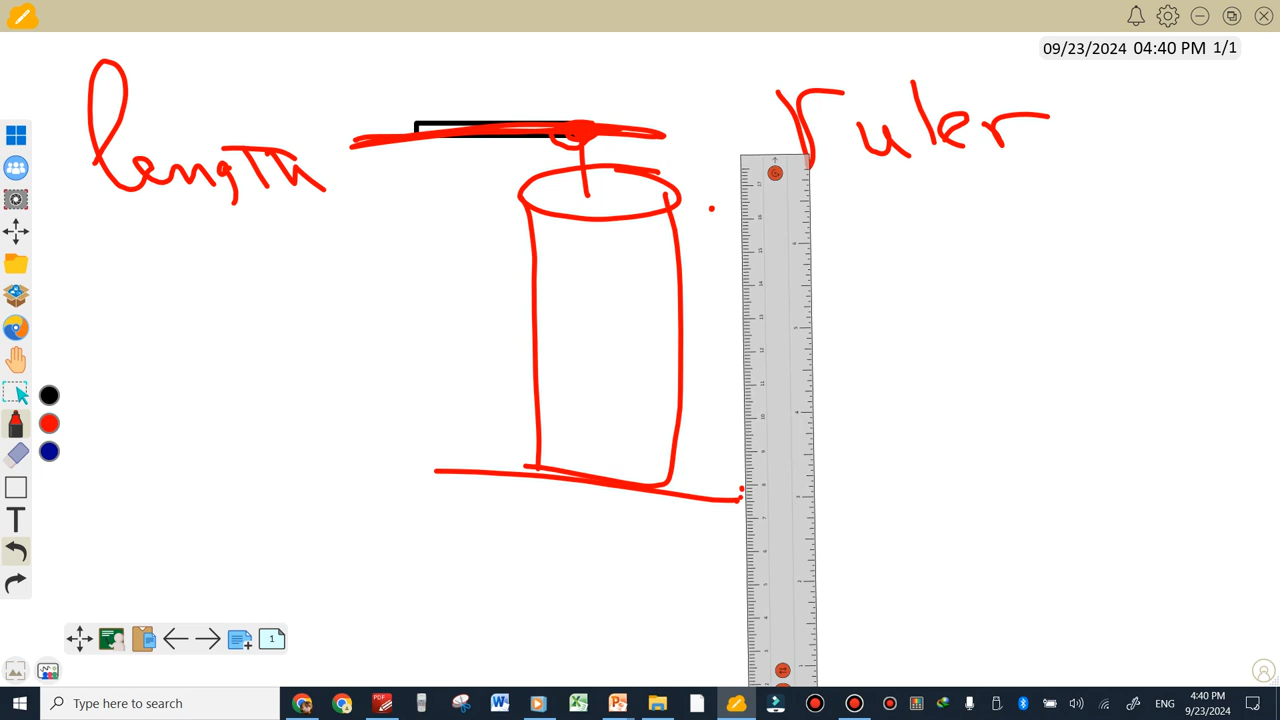 09/23/2024 04:40 PM 1/1
length
ruler
1
Type here to search
ENG
4:40 PM
9/23/2024